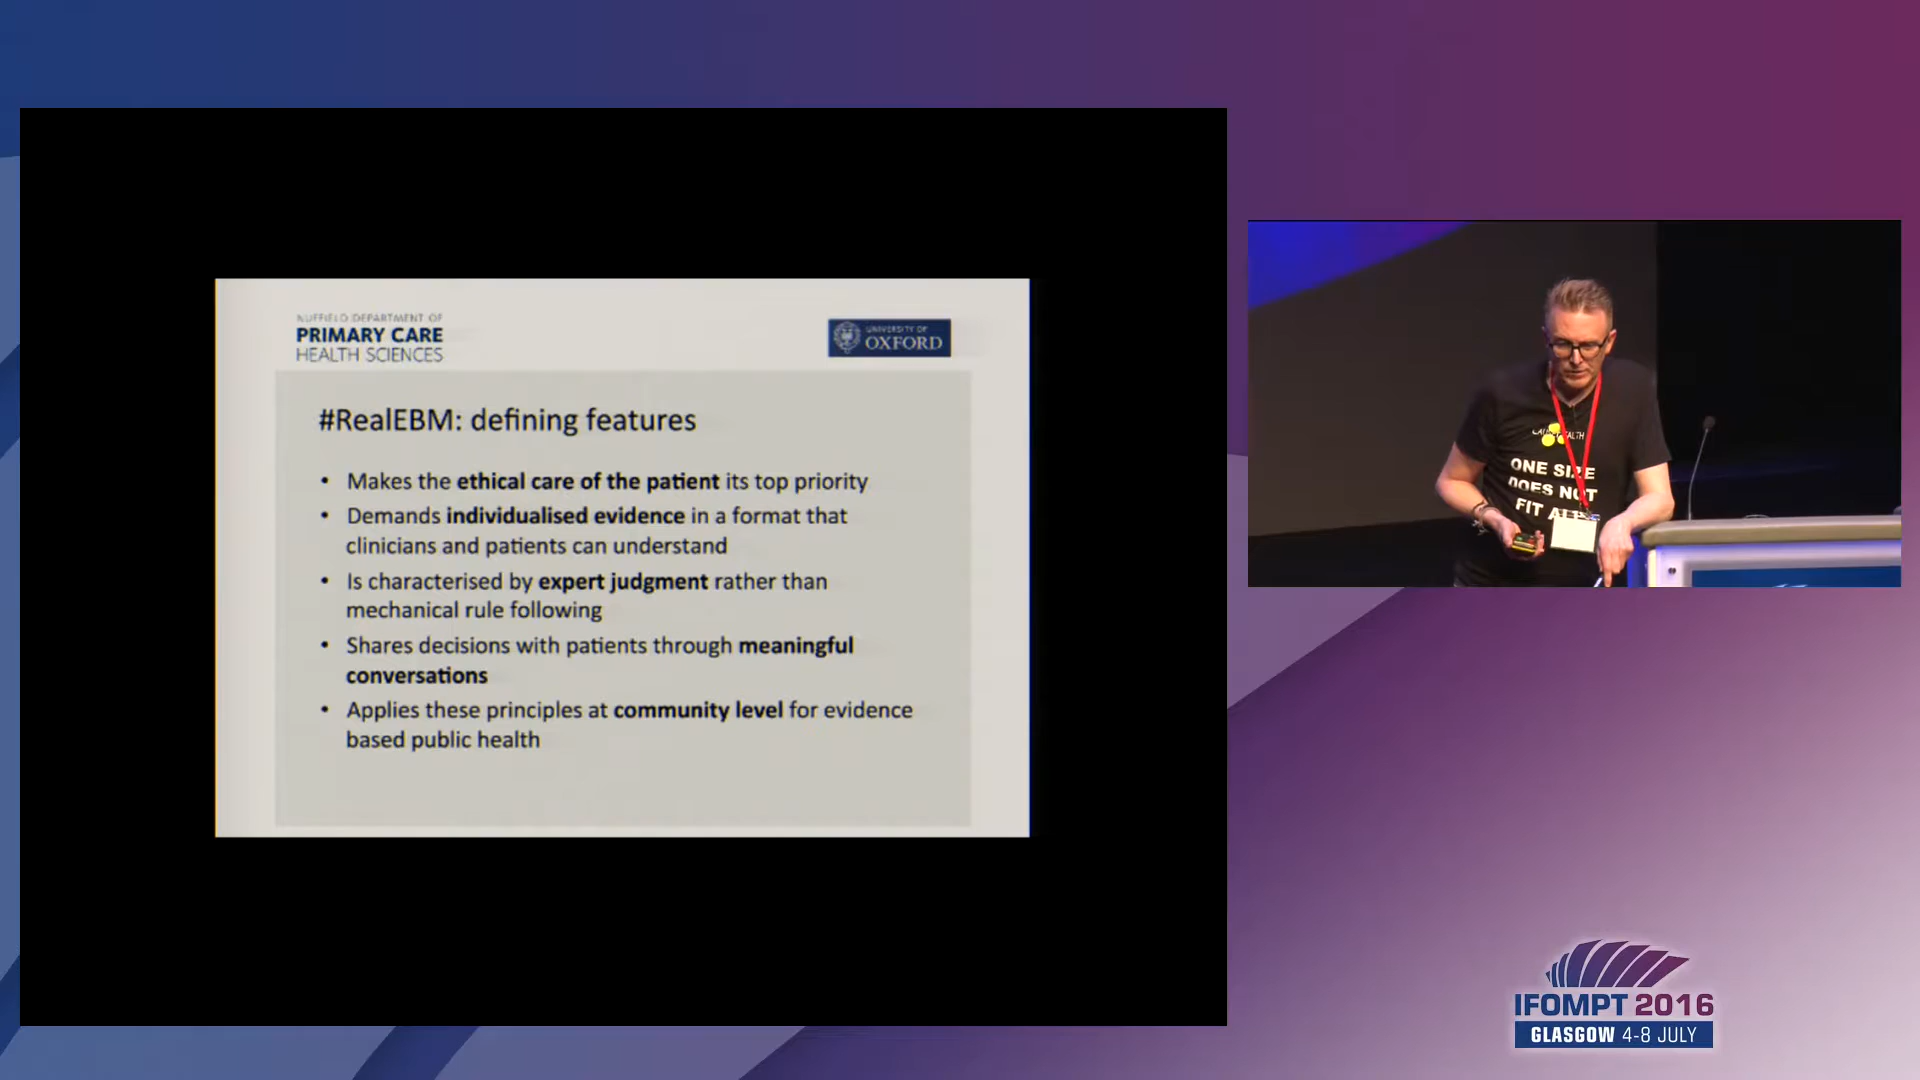 NUFFIELD DEPARTMENT OF
PRIMARY CARE
HEALTH SCIENCES
UNIVERSITY OF
OXFORD
#RealEBM: defining features
• Makes the ethical care of the patient its top priority
• Demands individualised evidence in a format that
clinicians and patients can understand
• Is characterised by expert judgment rather than
mechanical rule following
• Shares decisions with patients through meaningful
conversations
• Applies these principles at community level for evidence
based public health
ONE SIZE
DOES NOT
FIT ALL
IFOMPT 2016
GLASGOW 4-8 JULY